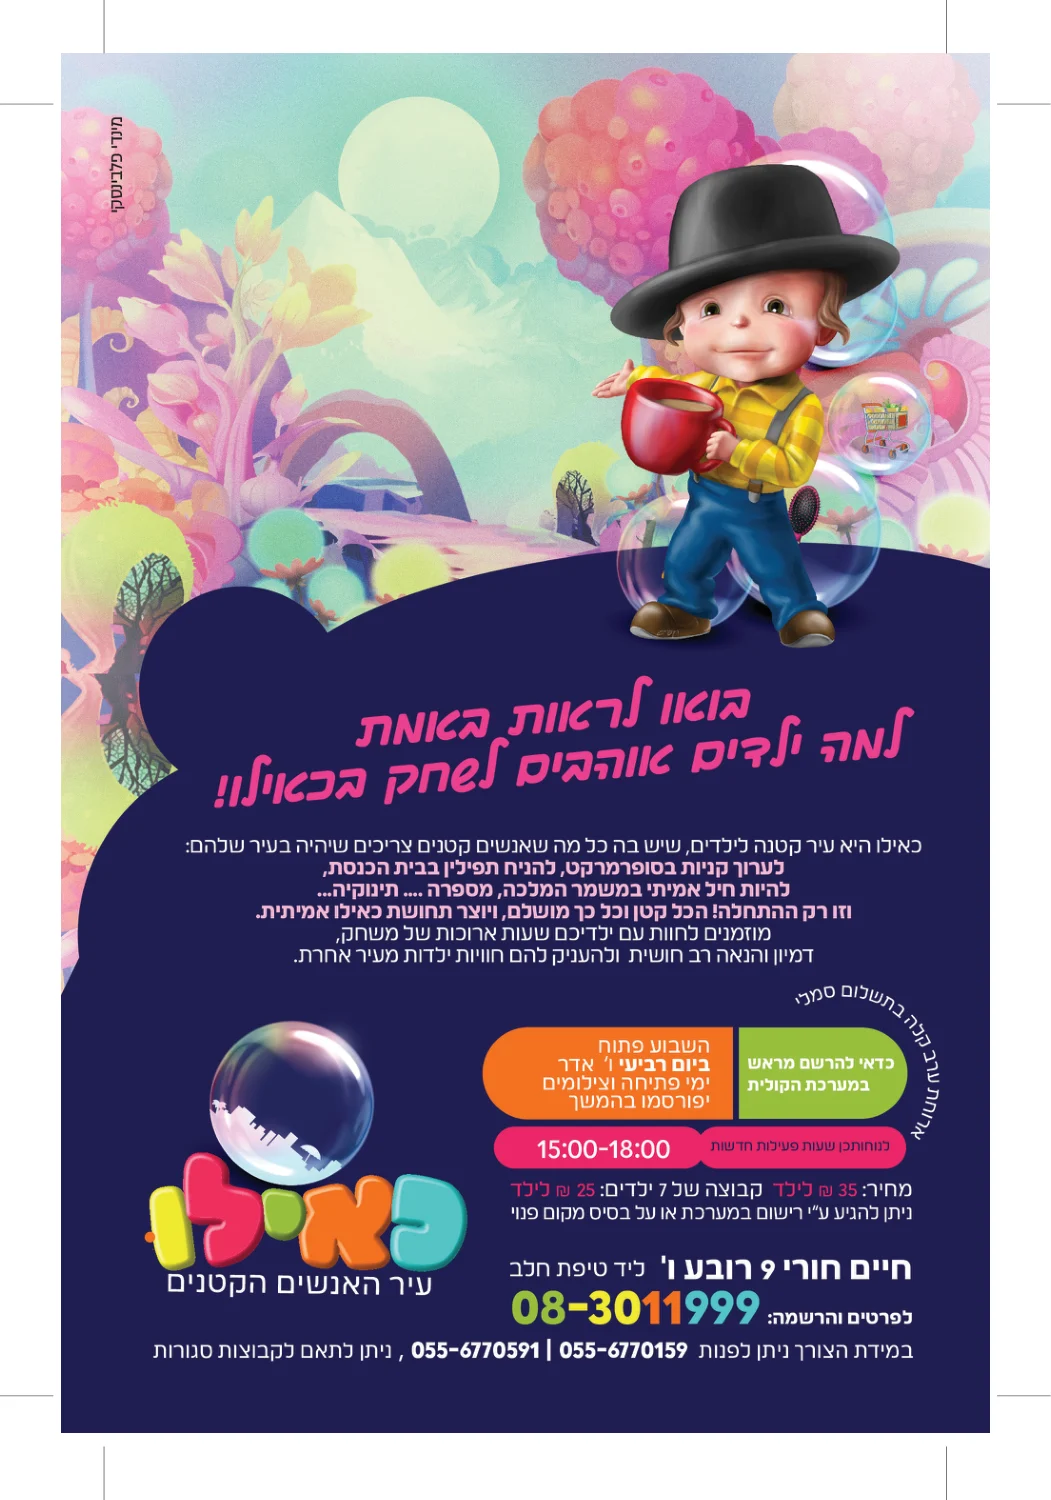 מינדי פלבינסקי
בואו לראות באמת
למה ילדים אוהבים לשחק בכאילו!
כאילו היא עיר קטנה לילדים, שיש בה כל מה שאנשים קטנים צריכים שיהיה בעיר שלהם:
לערוך קניות בסופרמרקט, להניח תפילין בבית הכנסת,
להיות חיל אמיתי במשמר המלכה, מספרה .... תינוקיה...
וזו רק ההתחלה! הכל קטן וכל כך מושלם, ויוצר תחושת כאילו אמיתית.
מוזמנים לחוות עם ילדיכם שעות ארוכות של משחק,
דמיון והנאה רב חושית ולהעניק להם חוויות ילדות מעיר אחרת.
ארוחת ערב קלה בתשלום סמלי
כדאי להרשם מראש
במערכת הקולית
השבוע פתוח
ביום רביעי ו' אדר
ימי פתיחה וצילומים
יפורסמו בהמשך
לנוחותכן שעות פעילות חדשות
15:00-18:00
מחיר: 35 ₪ לילד קבוצה של 7 ילדים: 25 ₪ לילד
ניתן להגיע ע"י רישום במערכת או על בסיס מקום פנוי
כאילו.
עיר האנשים הקטנים
חיים חורי 9 רובע ו' ליד טיפת חלב
לפרטים והרשמה: 08-3011999
במידת הצורך ניתן לפנות 055-6770159 | 055-6770591 , ניתן לתאם לקבוצות סגורות